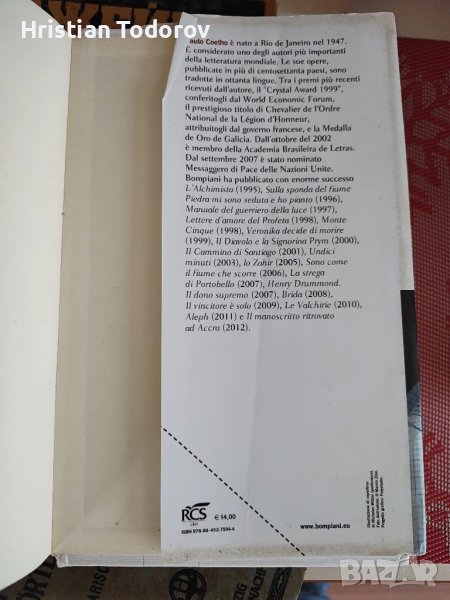 Hristian Todorov
Paulo Coelho è nato a Rio de Janeiro nel 1947.
È considerato uno degli autori più importanti
della letteratura mondiale. Le sue opere,
pubblicate in più di centosettanta paesi, sono
tradotte in ottanta lingue. Tra i premi più recenti
ricevuti dall'autore, il "Crystal Award 1999",
conferitogli dal World Economic Forum,
il prestigioso titolo di Chevalier de l'Ordre
National de la Légion d'Honneur,
attribuitogli dal governo francese, e la Medalla
de Oro de Galicia. Dall'ottobre del 2002
è membro della Academia Brasileira de Letras.
Dal settembre 2007 è stato nominato
Messaggero di Pace delle Nazioni Unite.
Bompiani ha pubblicato con enorme successo
L'Alchimista (1995), Sulla sponda del fiume
Piedra mi sono seduta e ho pianto (1996),
Manuale del guerriero della luce (1997),
Lettere d'amore del Profeta (1998), Monte
Cinque (1998), Veronika decide di morire
(1999), Il Diavolo e la Signorina Prym (2000),
Il Cammino di Santiago (2001), Undici
minuti (2003), lo Zahir (2005), Sono come
il fiume che scorre (2006), La strega
di Portobello (2007), Henry Drummond.
Il dono supremo (2007), Brida (2008),
Il vincitore è solo (2009), Le Valchirie (2010),
Aleph (2011) e Il manoscritto ritrovato
ad Accra (2012).
RCS
Libri
€ 14,00
ISBN 978-88-452-7594-4
www.bompiani.eu
BAZAR